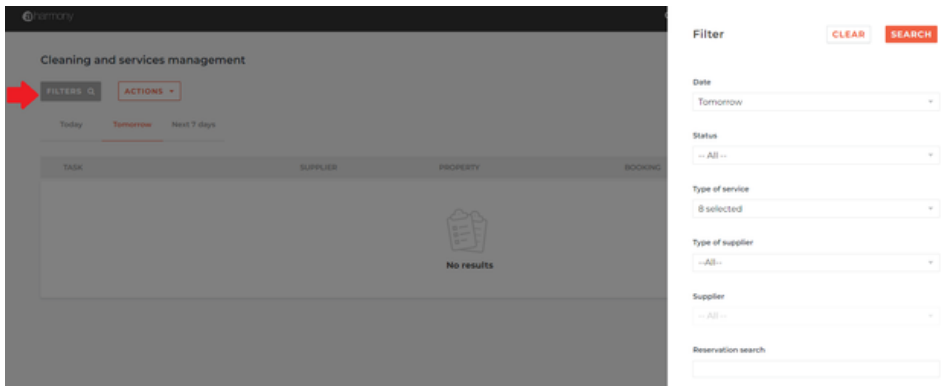 harmony
Cleaning and services management
FILTERS
ACTIONS
Today Tomorrow Next 7 days
TASK SUPPLIER PROPERTY BOOKING
No results
Filter CLEAR SEARCH
Date
Tomorrow
Status
-- All --
Type of service
8 selected
Type of supplier
--All--
Supplier
-- All --
Reservation search